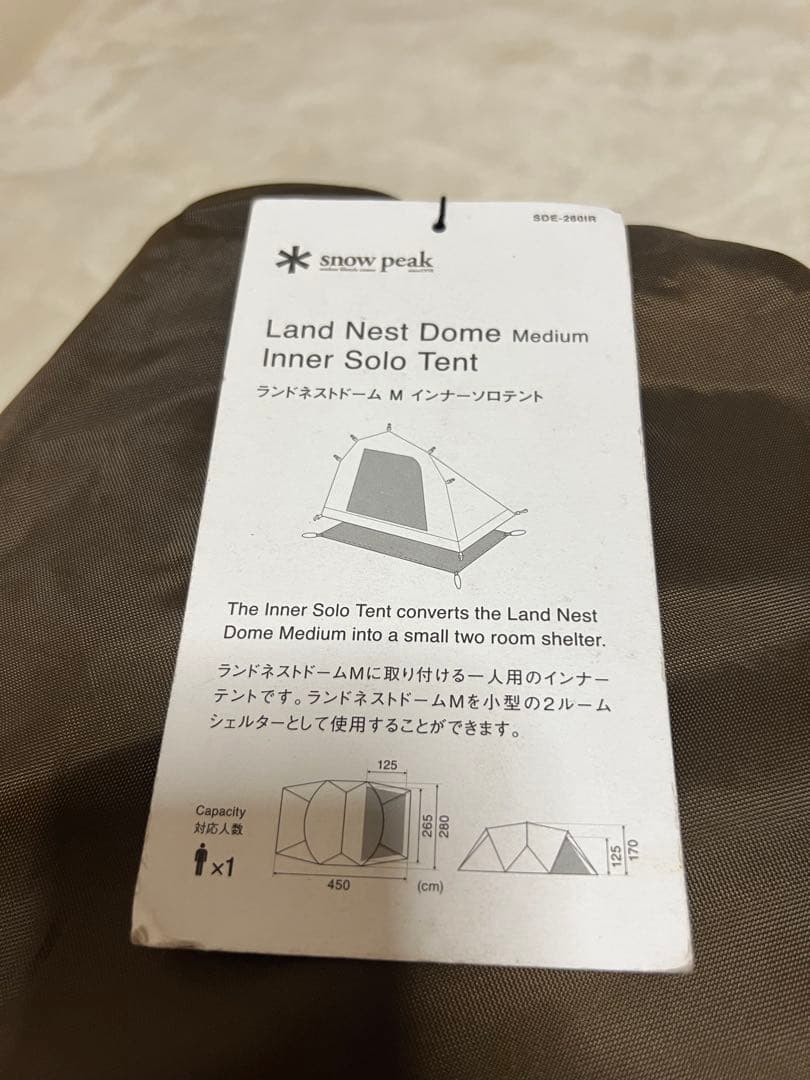 SDE-260IR
snow peak
Land Nest Dome Medium
Inner Solo Tent
ランドネストドーム M インナーソロテント
The Inner Solo Tent converts the Land Nest
Dome Medium into a small two room shelter.
ランドネストドームMに取り付ける一人用のインナー
テントです。ランドネストドームMを小型の2ルーム
シェルターとして使用することができます。
Capacity
対応人数
×1
125
265
280
450
(cm)
125
170